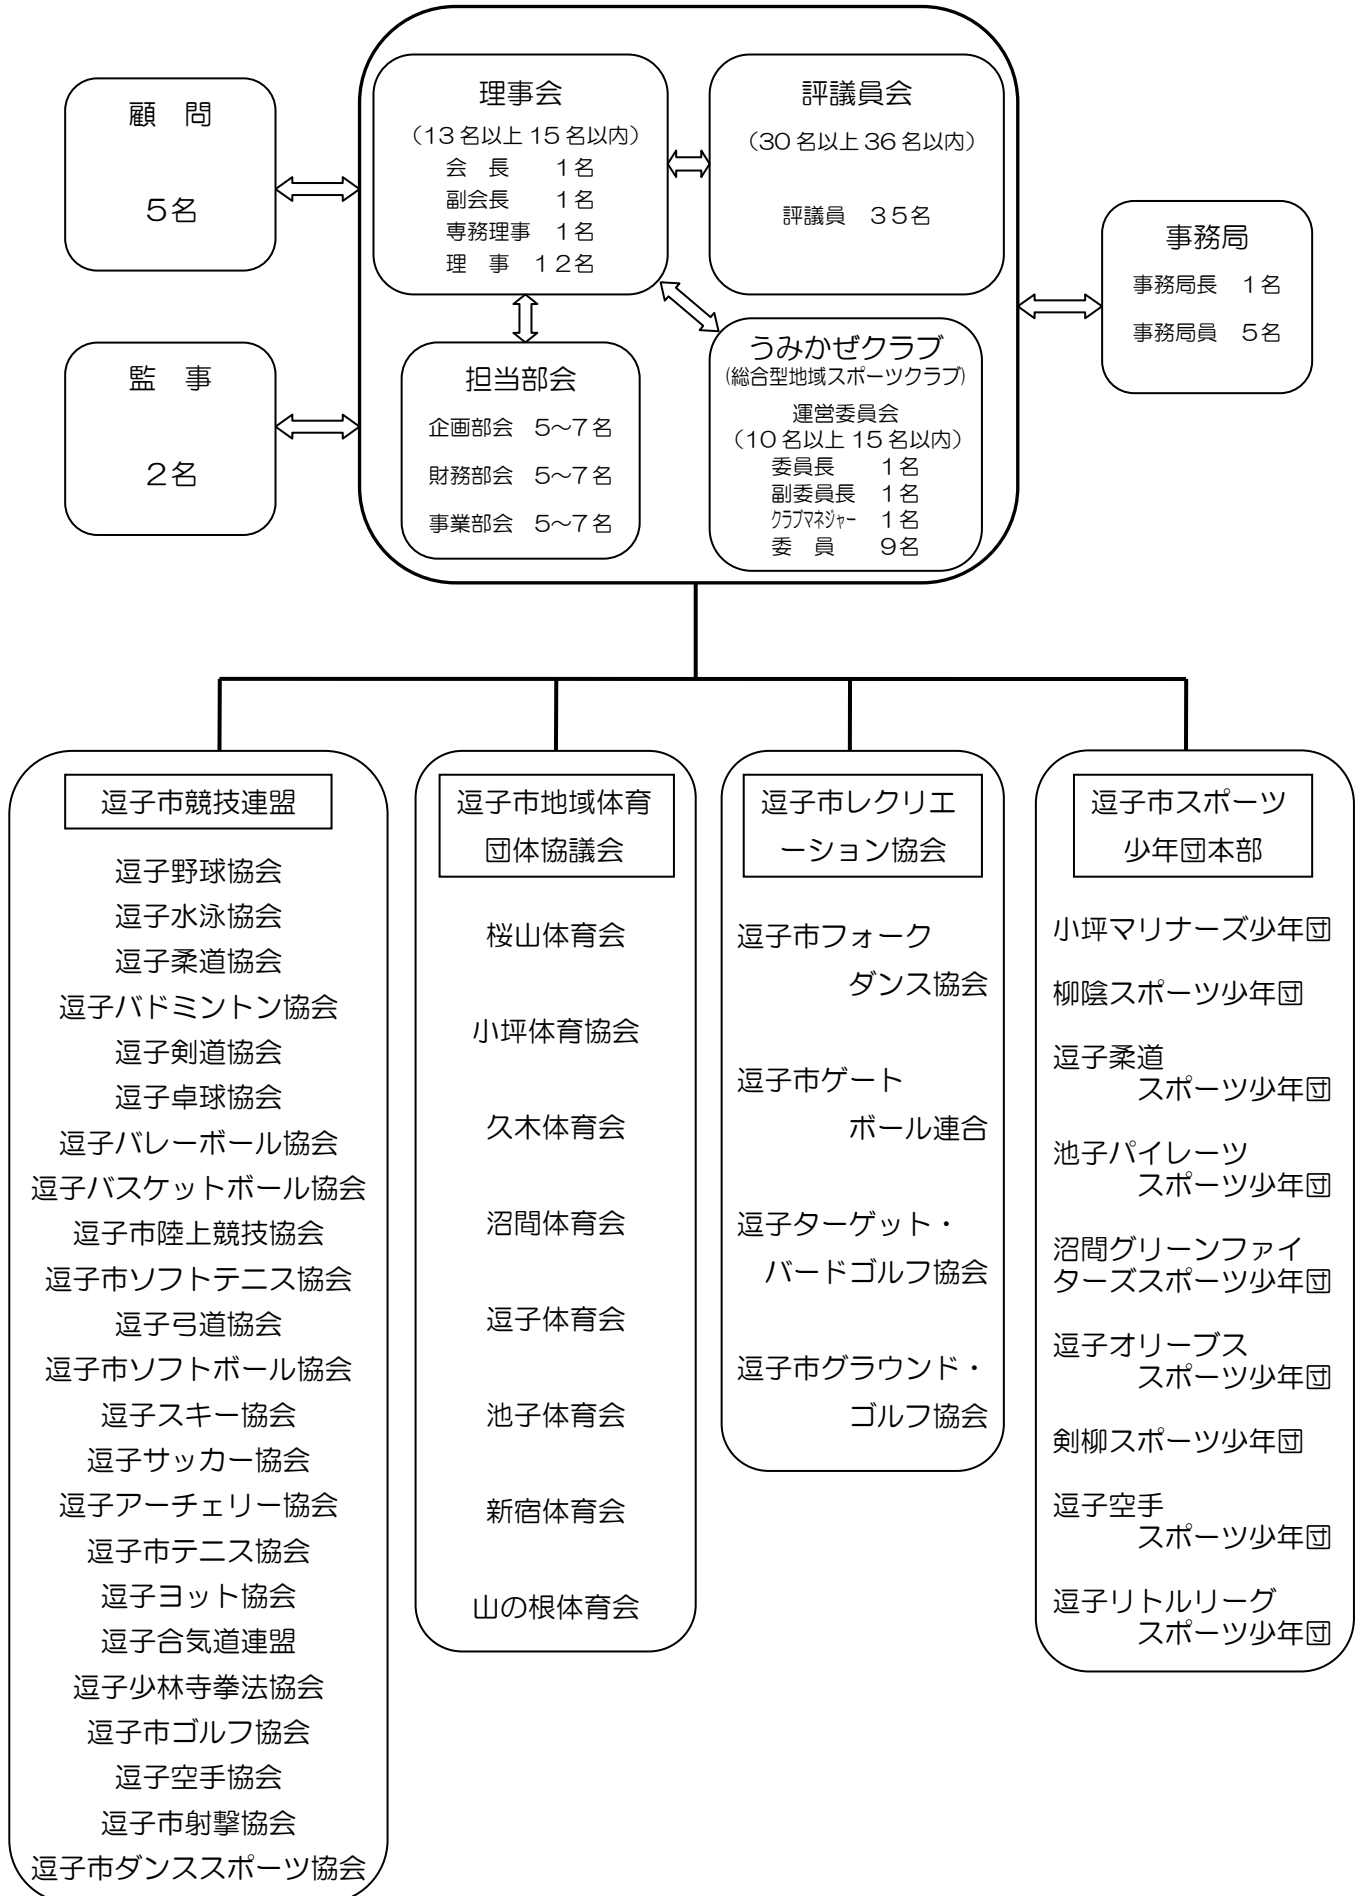 顧　問
５名
監　事
２名
理事会
（13 名以上 15 名以内）
会　長　　１名
副会長　　１名
専務理事　１名
理　事　１２名
評議員会
（30 名以上 36 名以内）
評議員　３５名
担当部会
企画部会　５～７名
財務部会　５～７名
事業部会　５～７名
うみかぜクラブ
(総合型地域スポーツクラブ)
運営委員会
（10 名以上 15 名以内）
委員長　　１名
副委員長　１名
クラブマネジャー　１名
委　員　　９名
事務局
事務局長　１名
事務局員　５名
逗子市競技連盟
逗子野球協会
逗子水泳協会
逗子柔道協会
逗子バドミントン協会
逗子剣道協会
逗子卓球協会
逗子バレーボール協会
逗子バスケットボール協会
逗子市陸上競技協会
逗子市ソフトテニス協会
逗子弓道協会
逗子市ソフトボール協会
逗子スキー協会
逗子サッカー協会
逗子アーチェリー協会
逗子市テニス協会
逗子ヨット協会
逗子合気道連盟
逗子少林寺拳法協会
逗子市ゴルフ協会
逗子空手協会
逗子市射撃協会
逗子市ダンススポーツ協会
逗子市地域体育
団体協議会
桜山体育会
小坪体育協会
久木体育会
沼間体育会
逗子体育会
池子体育会
新宿体育会
山の根体育会
逗子市レクリエ
ーション協会
逗子市フォーク
ダンス協会
逗子市ゲート
ボール連合
逗子ターゲット・
バードゴルフ協会
逗子市グラウンド・
ゴルフ協会
逗子市スポーツ
少年団本部
小坪マリナーズ少年団
柳陰スポーツ少年団
逗子柔道
スポーツ少年団
池子パイレーツ
スポーツ少年団
沼間グリーンファイ
ターズスポーツ少年団
逗子オリーブス
スポーツ少年団
剣柳スポーツ少年団
逗子空手
スポーツ少年団
逗子リトルリーグ
スポーツ少年団